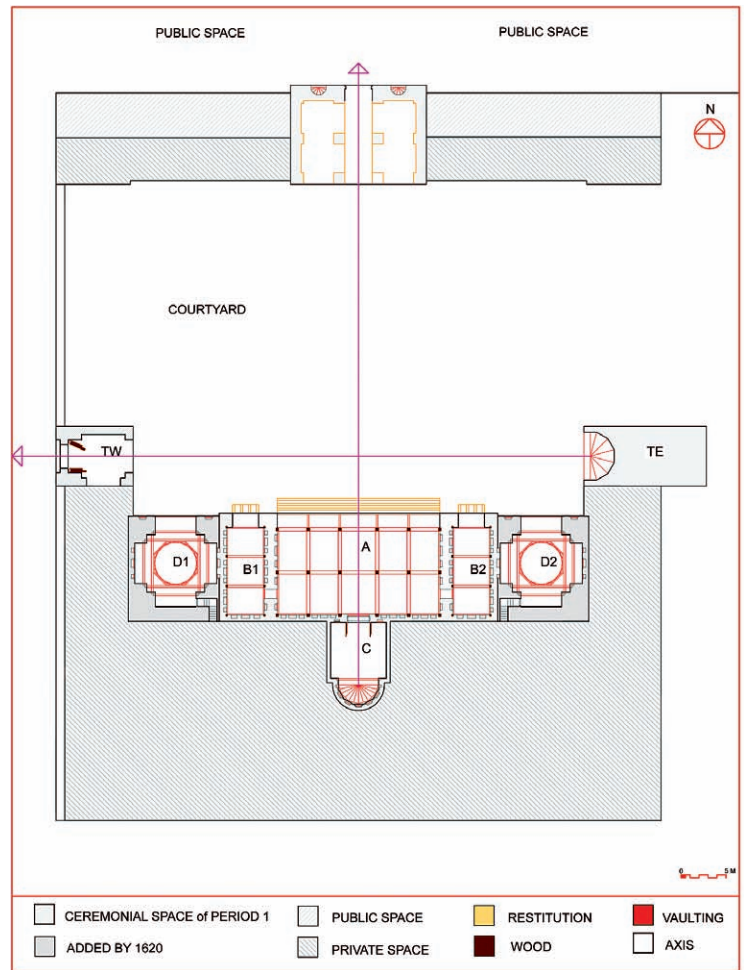 PUBLIC SPACE
PUBLIC SPACE
N
COURTYARD
TW
TE
D1
B1
A
B2
D2
C
0 5 M
CEREMONIAL SPACE of PERIOD 1
PUBLIC SPACE
RESTITUTION
VAULTING
ADDED BY 1620
PRIVATE SPACE
WOOD
AXIS